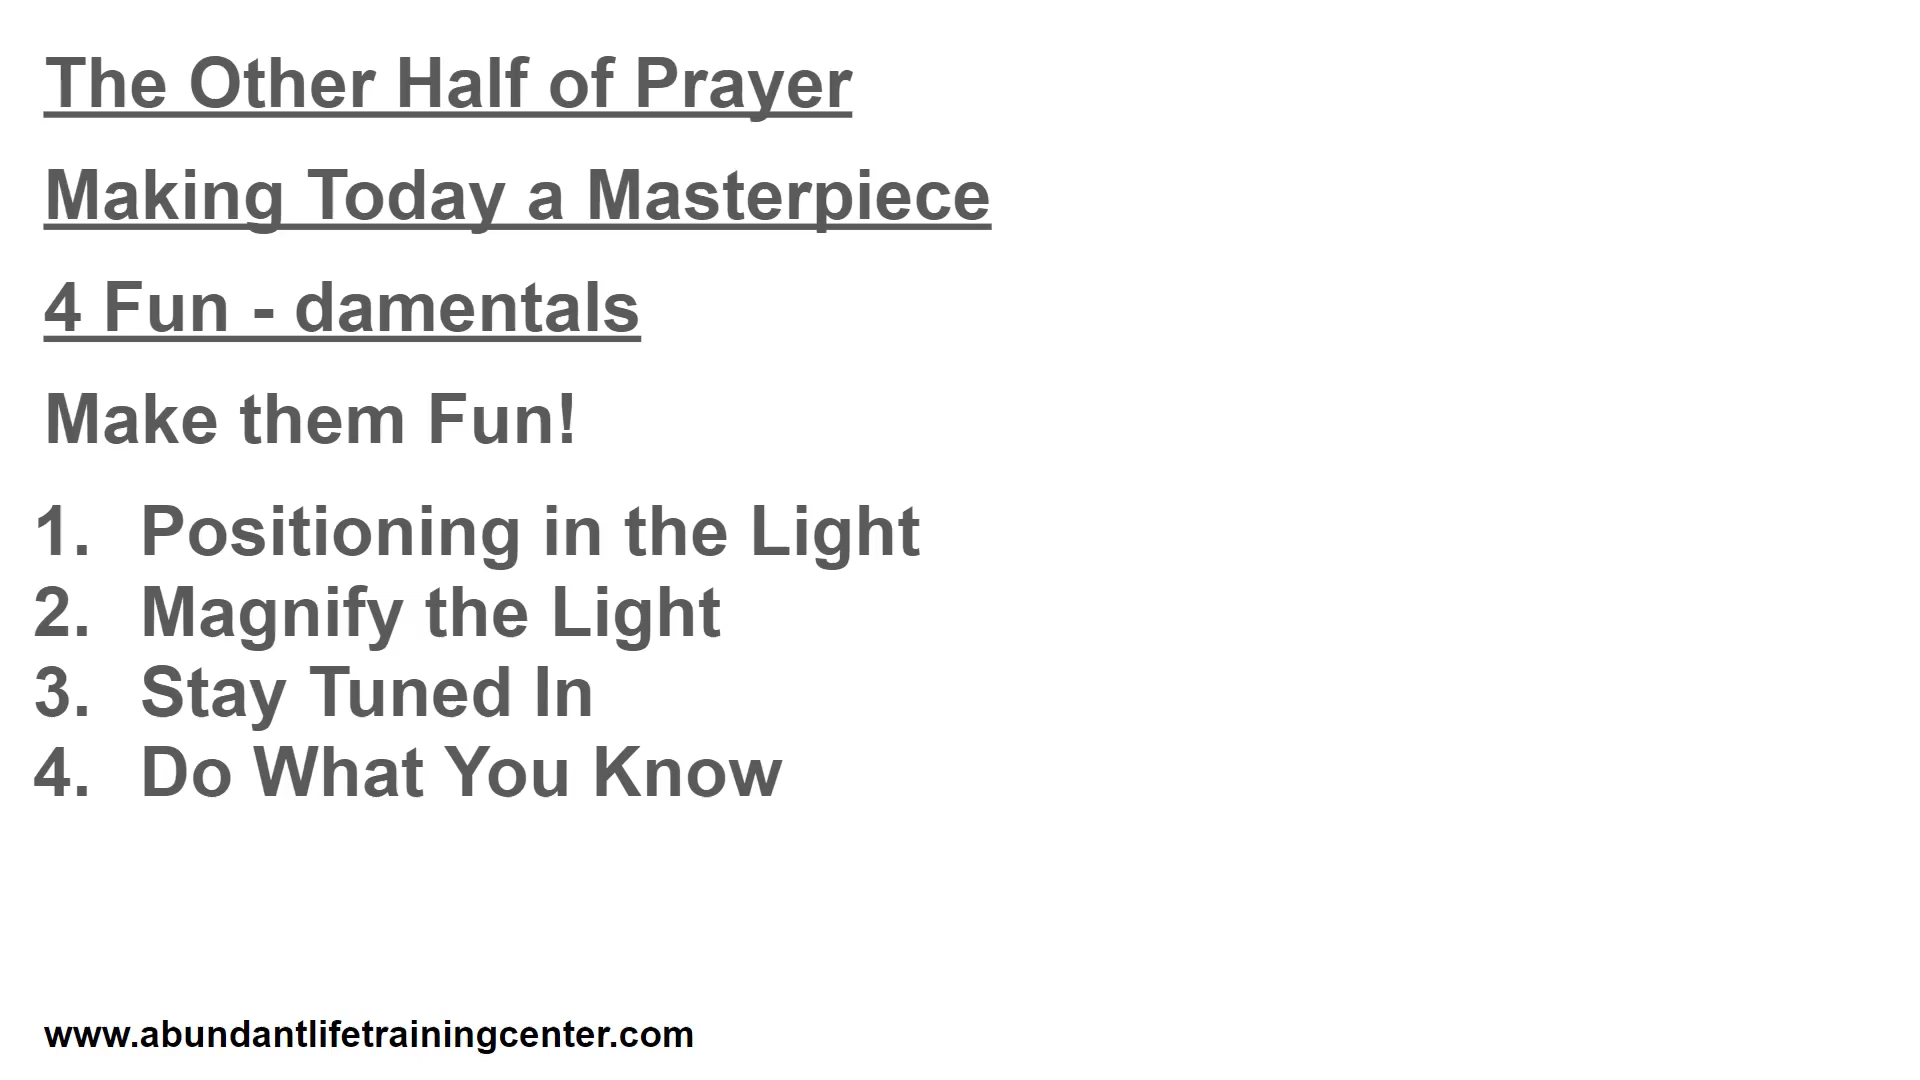 The Other Half of Prayer
Making Today a Masterpiece
4 Fun - damentals
Make them Fun!
1. Positioning in the Light
2. Magnify the Light
3. Stay Tuned In
4. Do What You Know
www.abundantlifetrainingcenter.com